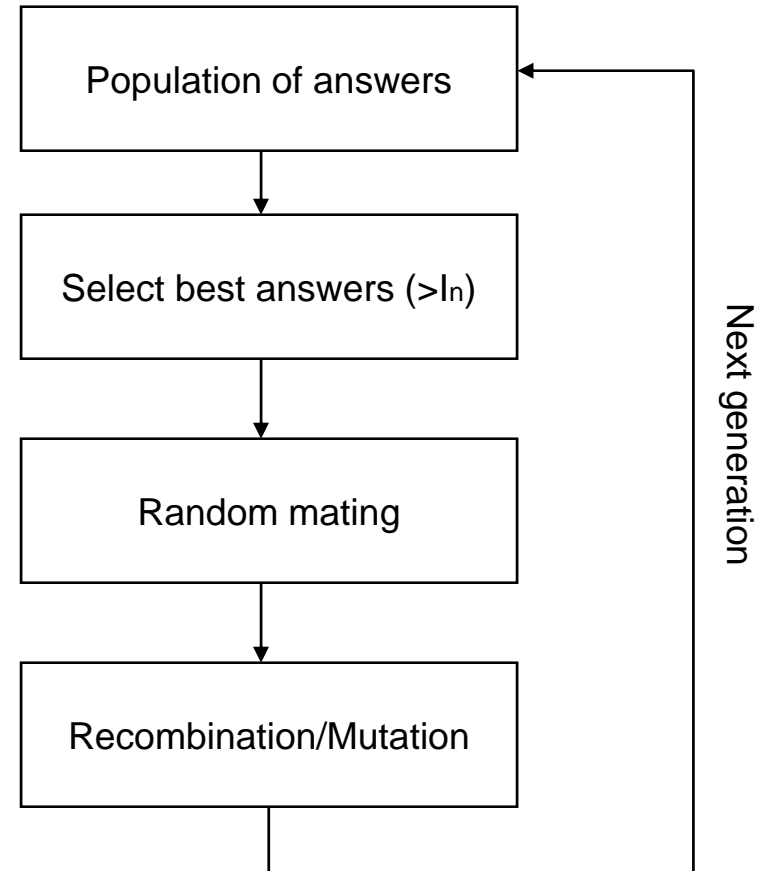 Population of answers
Select best answers (>In)
Random mating
Recombination/Mutation
Next generation